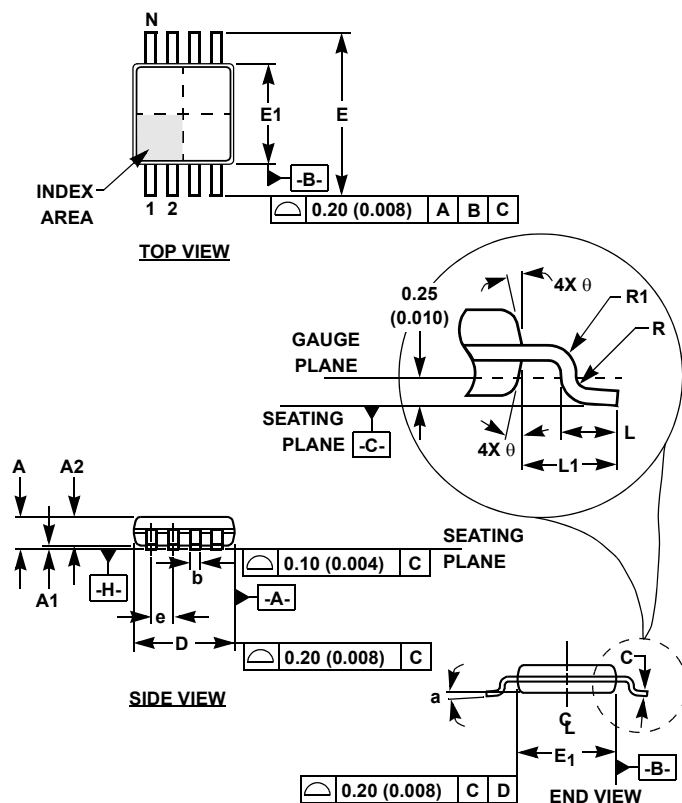 N
E1
E
-B-
INDEX
AREA
1 2
0.20 (0.008) A B C
TOP VIEW
4X θ
0.25
(0.010)
R1
R
GAUGE
PLANE
SEATING
PLANE
-C-
4X θ
L
L1
A A2
SEATING
PLANE
A1
-H-
b
0.10 (0.004) C
e
-A-
D
0.20 (0.008) C
SIDE VIEW
C
a
CL
E1
-B-
0.20 (0.008) C D
END VIEW